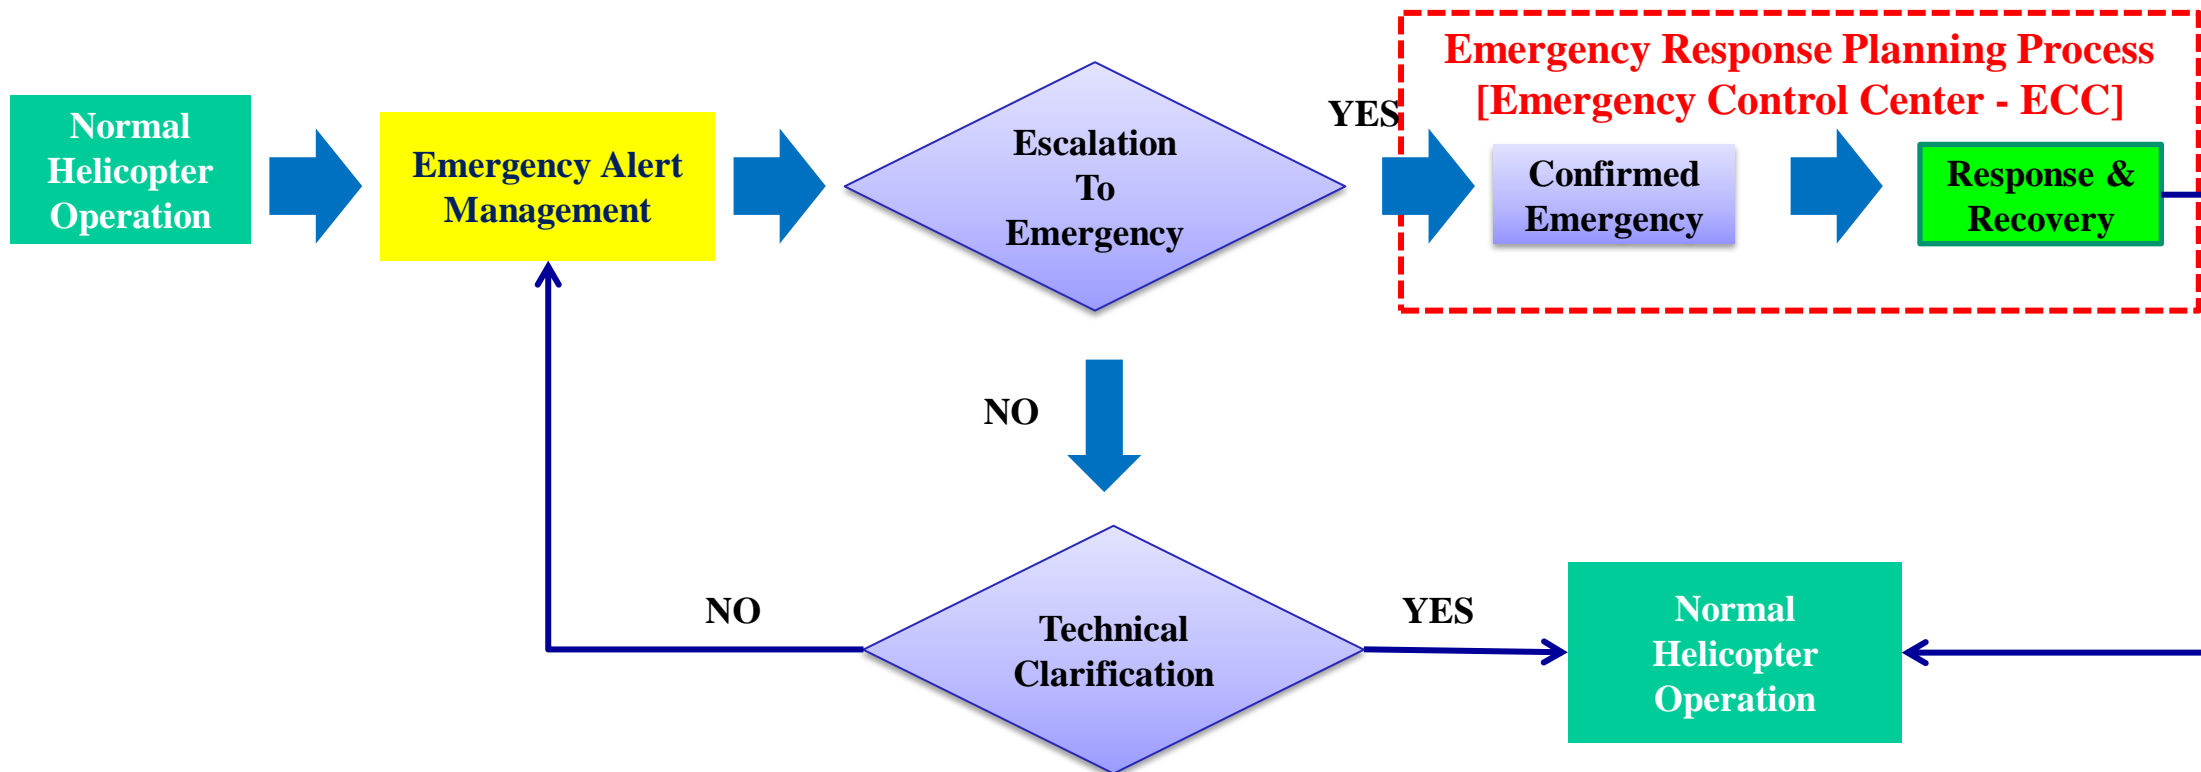 Normal
Helicopter
Operation
Emergency Alert
Management
Escalation
To
Emergency
YES
Emergency Response Planning Process
[Emergency Control Center - ECC]
Confirmed
Emergency
Response &
Recovery
NO
NO
Technical
Clarification
YES
Normal
Helicopter
Operation